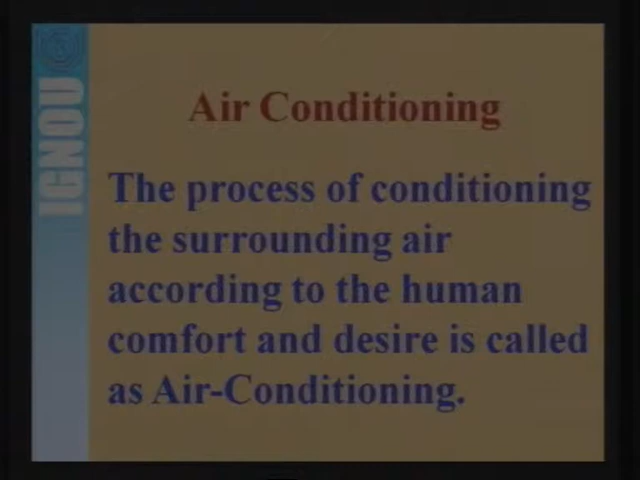 IGNOU
Air Conditioning
The process of conditioning
the surrounding air
according to the human
comfort and desire is called
as Air-Conditioning.